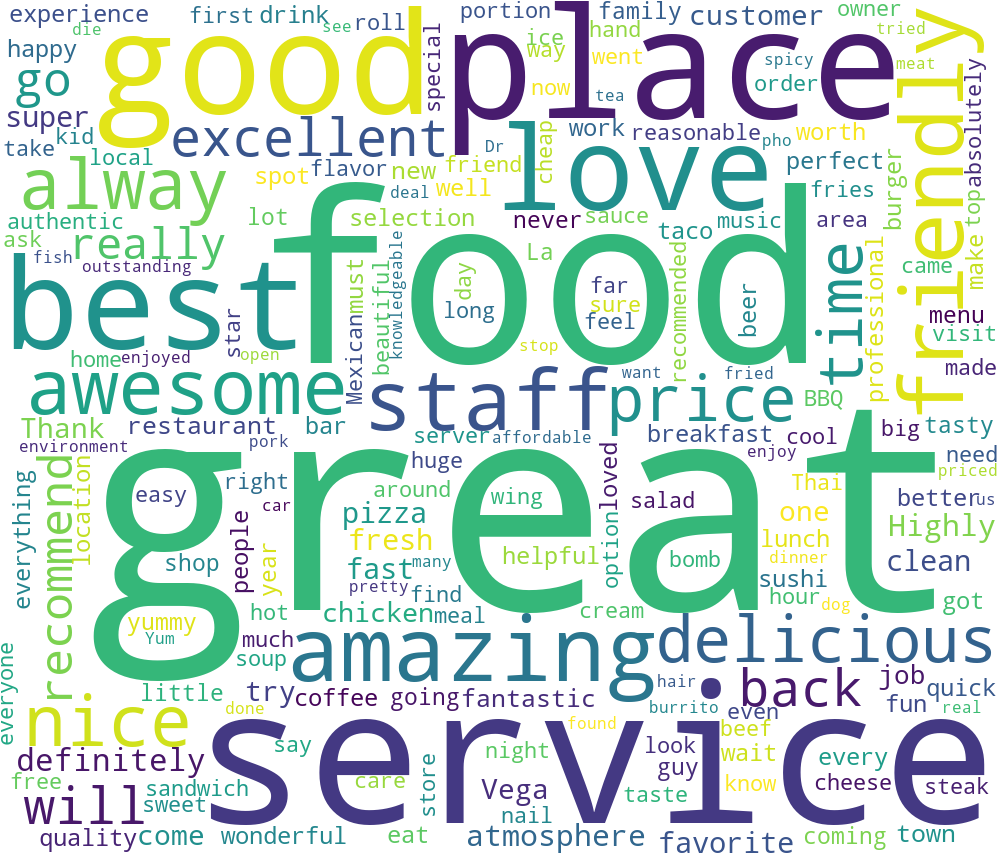 experience
die
first
drink
see
roll
portion
family
customer
owner
tried
happy
go
good
special
place
ice
way
hand
went
spicy
meat
friendly
super
excellent
now
tea
order
absolutely
take
kid
local
Dr
cheap
work
reasonable
pho
worth
alway
spot
flavor
new
friend
well
love
perfect
fries
burger
top
make
authentic
lot
deal
selection
never
sauce
music
area
ask
really
food
La
taco
time
professional
came
fish
outstanding
best
star
Mexican
must
beautiful
knowledgeable
day
long
far
sure
feel
recommended
beer
menu
visit
home
enjoyed
open
stop
want
fried
made
awesome
staff
price
BBQ
Thank
restaurant
bar
server
affordable
breakfast
cool
big
tasty
environment
pork
huge
loved
enjoy
need
priced
everything
recommend
location
great
easy
right
around
wing
option
salad
Thai
better
us
people
car
pizza
one
Highly
shop
year
fresh
helpful
bomb
lunch
clean
fast
many
dinner
sushi
pretty
find
hour
dog
got
yummy
hot
chicken
meal
cream
Yum
much
amazing
delicious
everyone
soup
hair
back
job
little
try
coffee
going
fantastic
burrito
even
fun
quick
nice
done
service
found
beef
real
definitely
say
night
look
wait
every
free
care
store
guy
know
cheese
steak
will
sandwich
sweet
Vega
taste
nail
quality
come
wonderful
eat
atmosphere
favorite
coming
town